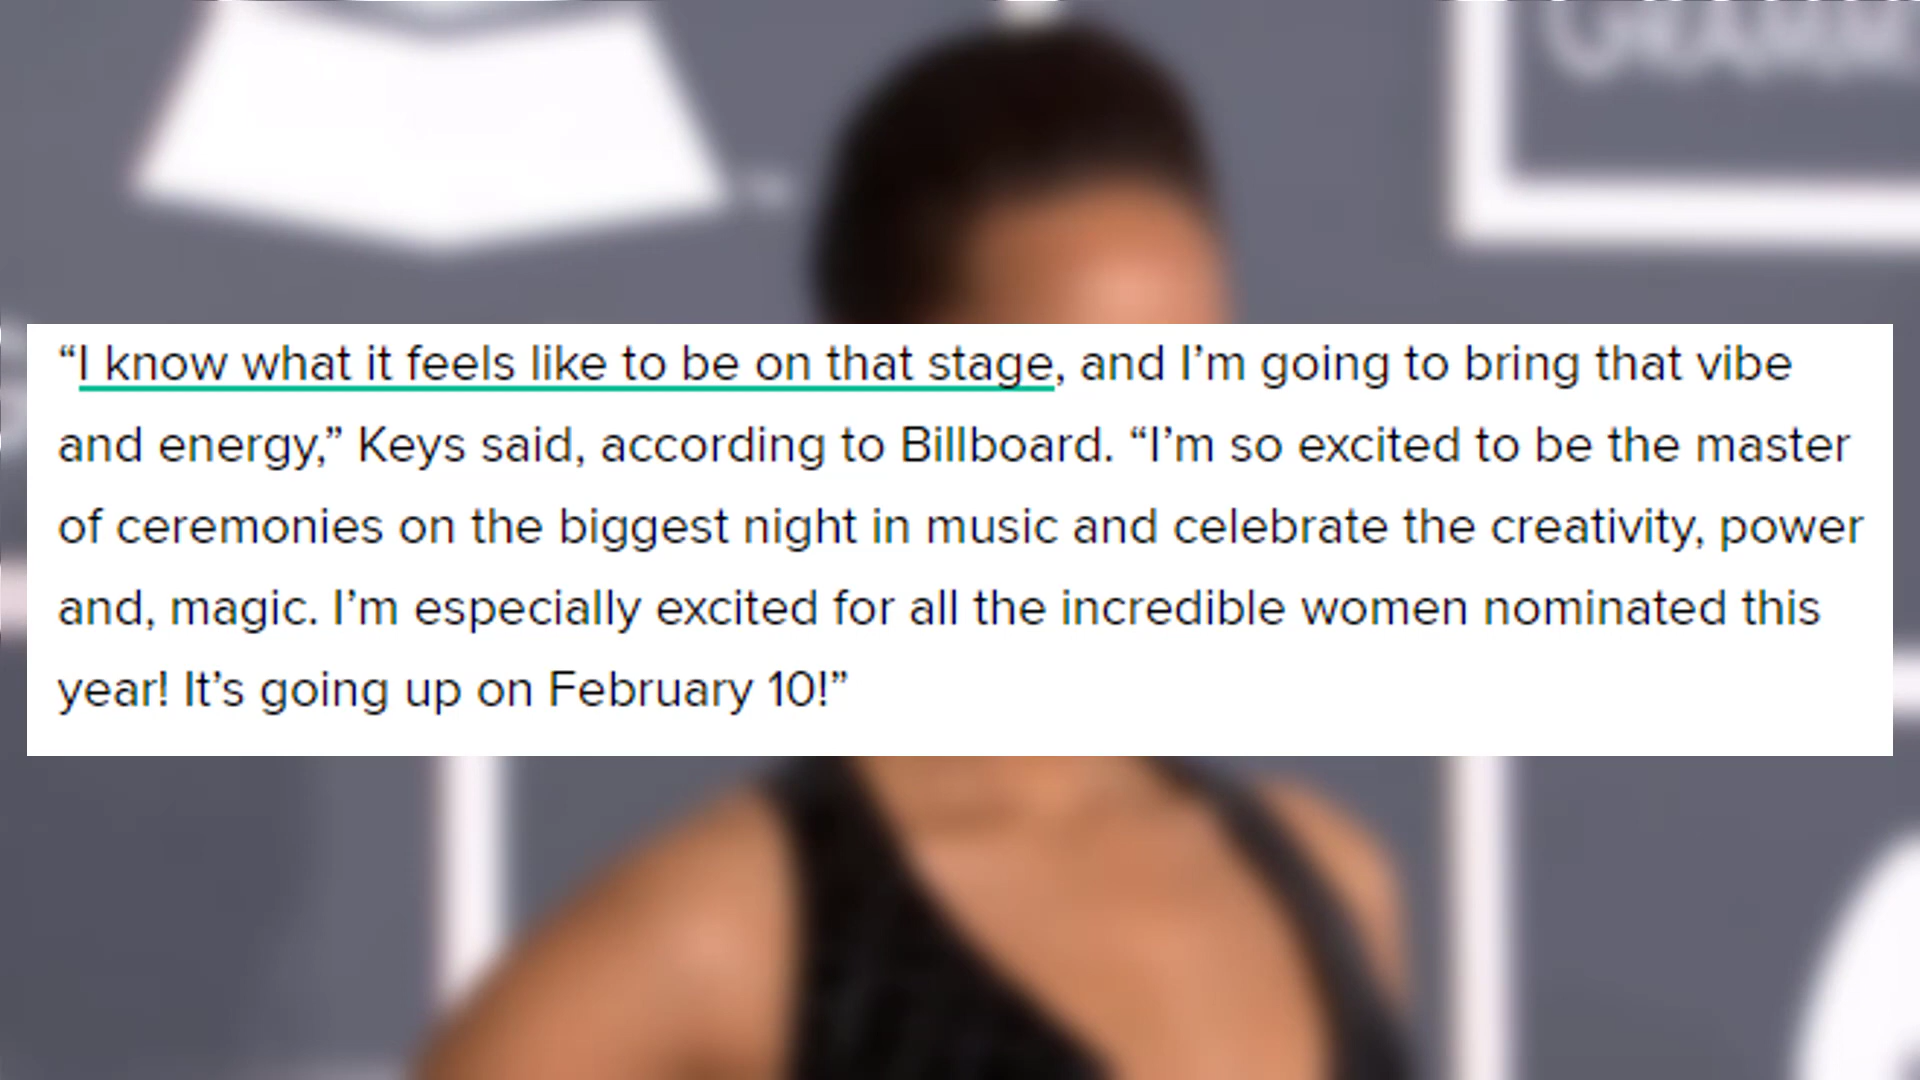 GRAMM
“I know what it feels like to be on that stage, and I’m going to bring that vibe
and energy,” Keys said, according to Billboard. “I’m so excited to be the master
of ceremonies on the biggest night in music and celebrate the creativity, power
and, magic. I’m especially excited for all the incredible women nominated this
year! It’s going up on February 10!”